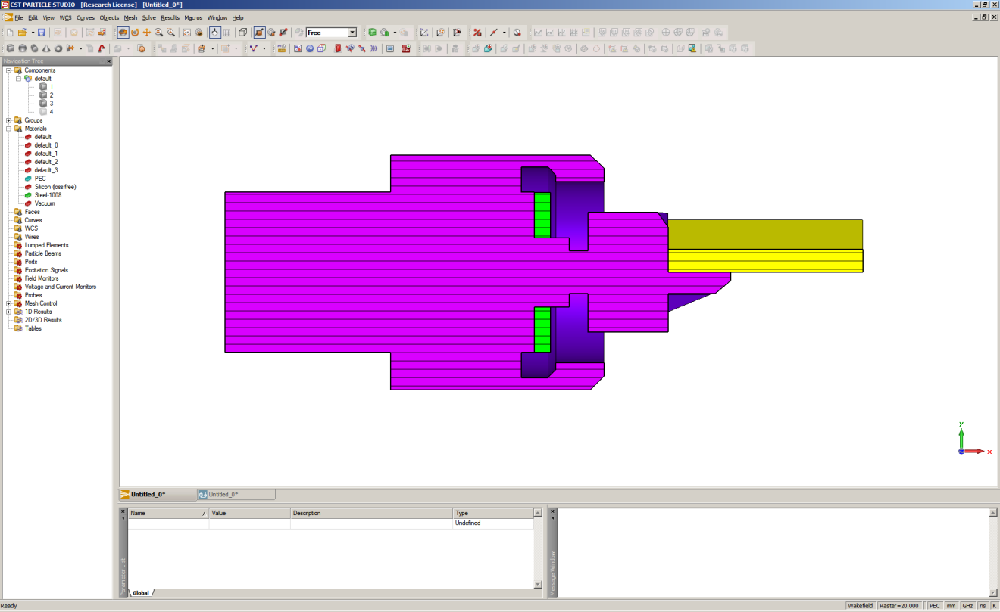 CST PARTICLE STUDIO - [Research License] - [Untitled_0*]
File Edit View WCS Curves Objects Mesh Solve Results Macros Window Help
Free
Navigation Tree
Components
default
1
2
3
4
Groups
Materials
default
default_0
default_1
default_2
default_3
PEC
Silicon (loss free)
Steel-1008
Vacuum
Faces
Curves
WCS
Wires
Lumped Elements
Particle Beams
Ports
Excitation Signals
Field Monitors
Voltage and Current Monitors
Probes
Mesh Control
1D Results
2D/3D Results
Tables
y
z
x
Untitled_0* Untitled_0*
Name / Value Description Type
Undefined
Parameter List
Global
Message Window
Ready Wakefield Raster=20.000 PEC mm GHz ns K